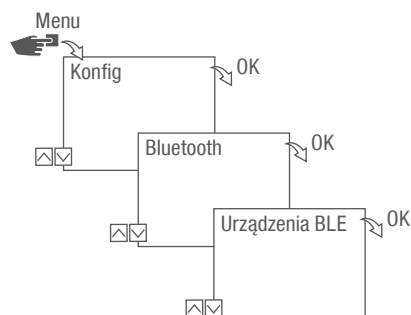 Menu
Konfig
OK
Bluetooth
OK
Urządzenia BLE
OK